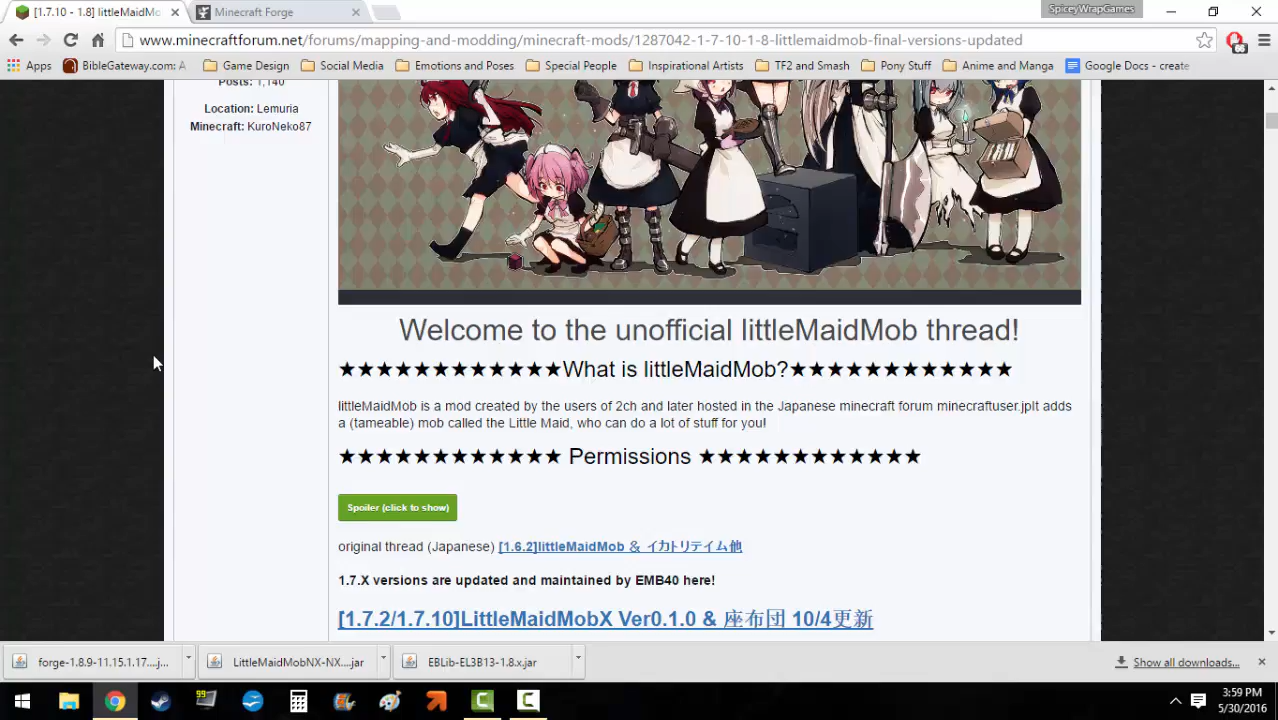 [1.7.10 - 1.8] littleMaidMo
Minecraft Forge
SpiceyWrapGames
www.minecraftforum.net/forums/mapping-and-modding/minecraft-mods/1287042-1-7-10-1-8-littlemaidmob-final-versions-updated
66
Apps
BibleGateway.com: A
Game Design
Social Media
Emotions and Poses
Special People
Inspirational Artists
TF2 and Smash
Pony Stuff
Anime and Manga
Google Docs - create
Posts: 1,140
Location: Lemuria
Minecraft: KuroNeko87
Welcome to the unofficial littleMaidMob thread!
★★★★★★★★★★★★What is littleMaidMob?★★★★★★★★★★★★
littleMaidMob is a mod created by the users of 2ch and later hosted in the Japanese minecraft forum minecraftuser.jpIt adds
a (tameable) mob called the Little Maid, who can do a lot of stuff for you!
★★★★★★★★★★★★ Permissions ★★★★★★★★★★★★
Spoiler (click to show)
original thread (Japanese) [1.6.2]littleMaidMob ＆ イカトリテイム他
1.7.X versions are updated and maintained by EMB40 here!
[1.7.2/1.7.10]LittleMaidMobX Ver0.1.0 & 座布団 10/4更新
forge-1.8.9-11.15.1.17....j...
LittleMaidMobNX-NX....jar
EBLib-EL3B13-1.8.x.jar
Show all downloads...
99
3:59 PM
5/30/2016